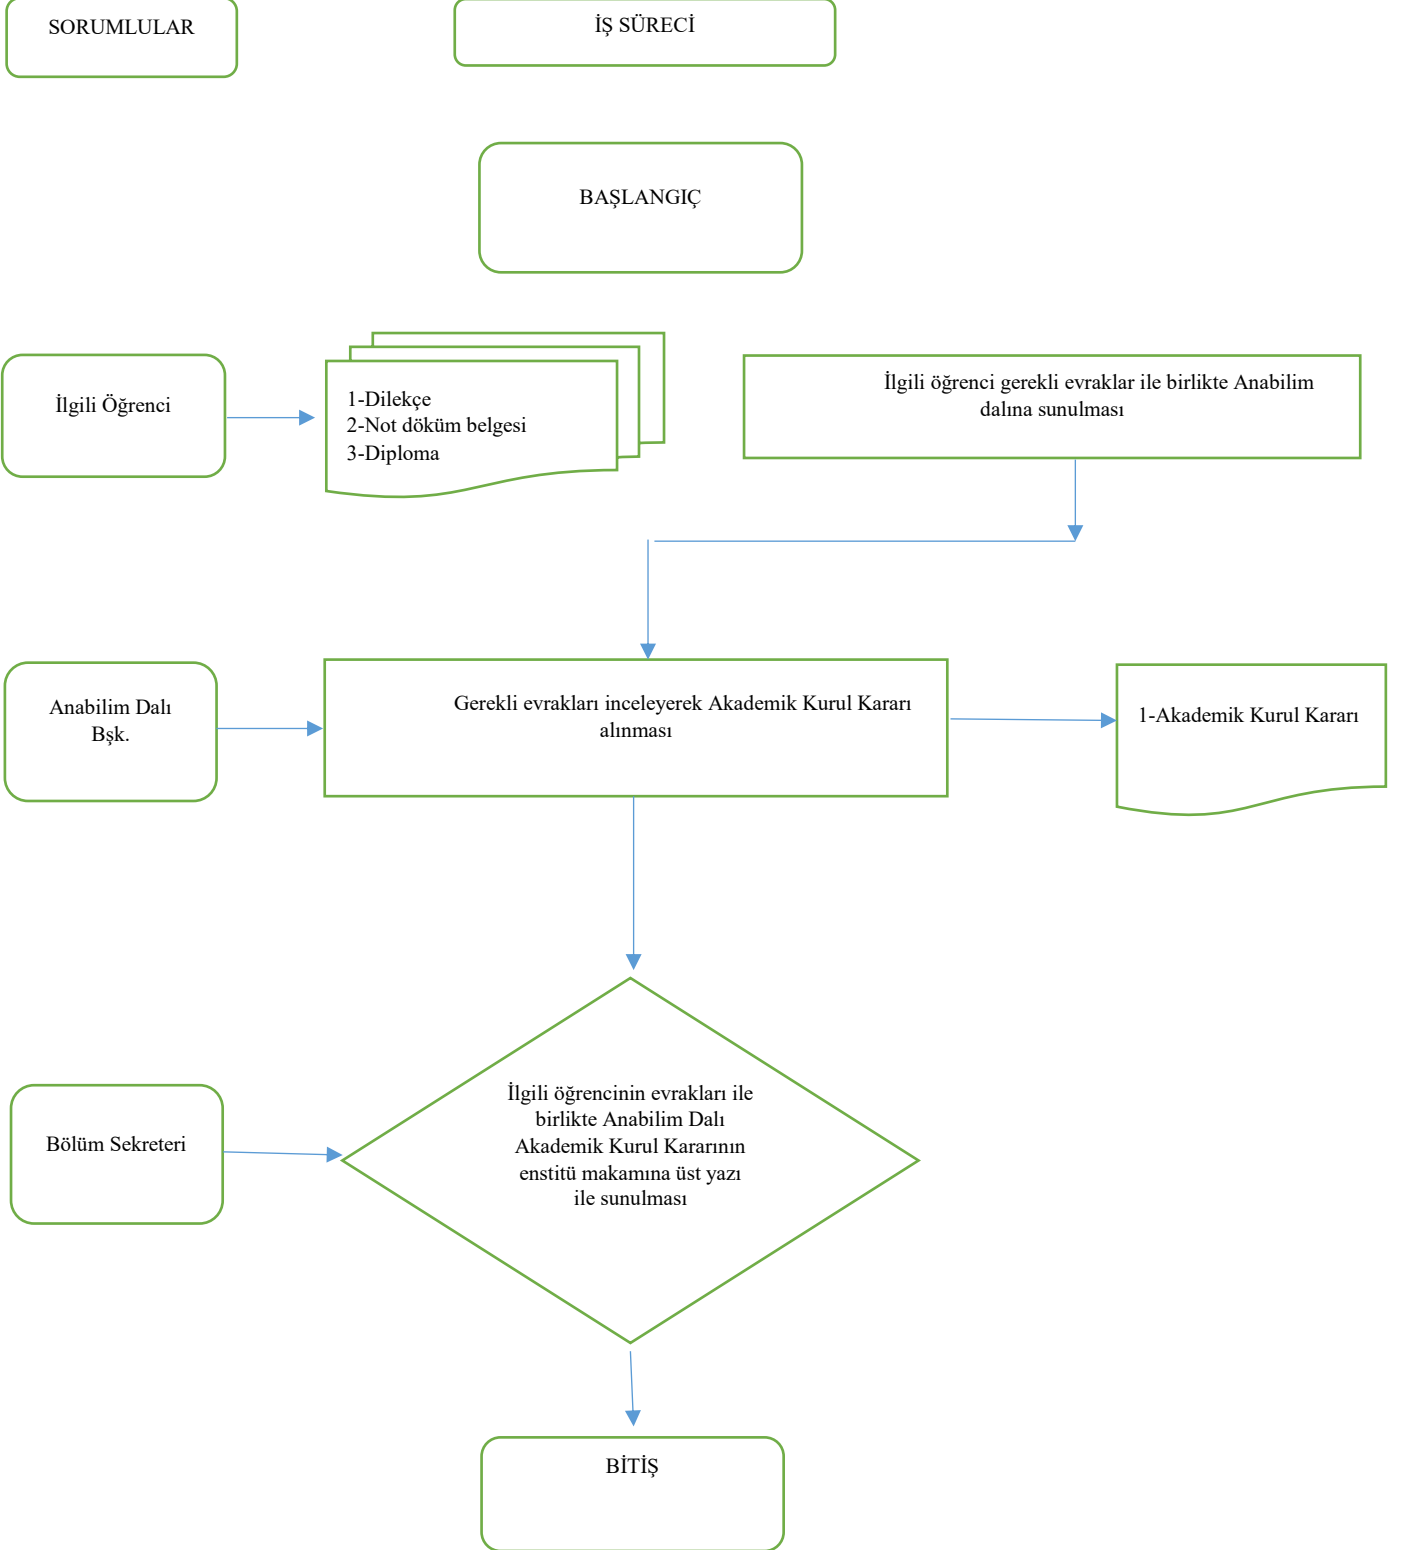 SORUMLULAR
İŞ SÜRECİ
BAŞLANGIÇ
İlgili Öğrenci
1-Dilekçe
2-Not döküm belgesi
3-Diploma
İlgili öğrenci gerekli evraklar ile birlikte Anabilim
dalına sunulması
Anabilim Dalı
Bşk.
Gerekli evrakları inceleyerek Akademik Kurul Kararı
alınması
1-Akademik Kurul Kararı
Bölüm Sekreteri
İlgili öğrencinin evrakları ile
birlikte Anabilim Dalı
Akademik Kurul Kararının
enstitü makamına üst yazı
ile sunulması
BİTİŞ